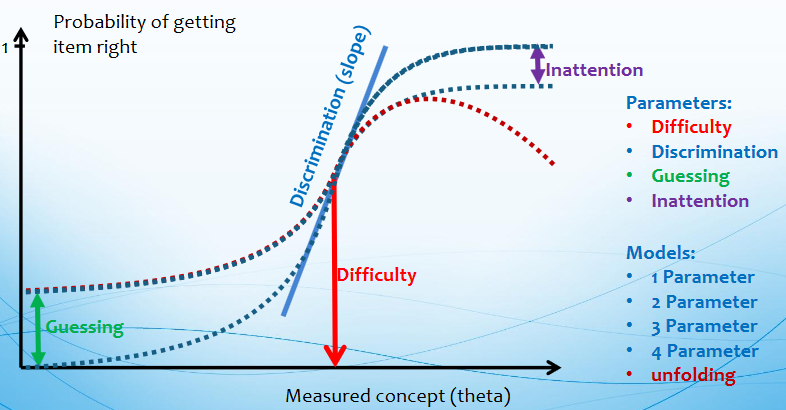 Probability of getting
item right
1
Discrimination (slope)
Inattention
Parameters:
• Difficulty
• Discrimination
• Guessing
• Inattention
Difficulty
Guessing
Models:
• 1 Parameter
• 2 Parameter
• 3 Parameter
• 4 Parameter
• unfolding
Measured concept (theta)